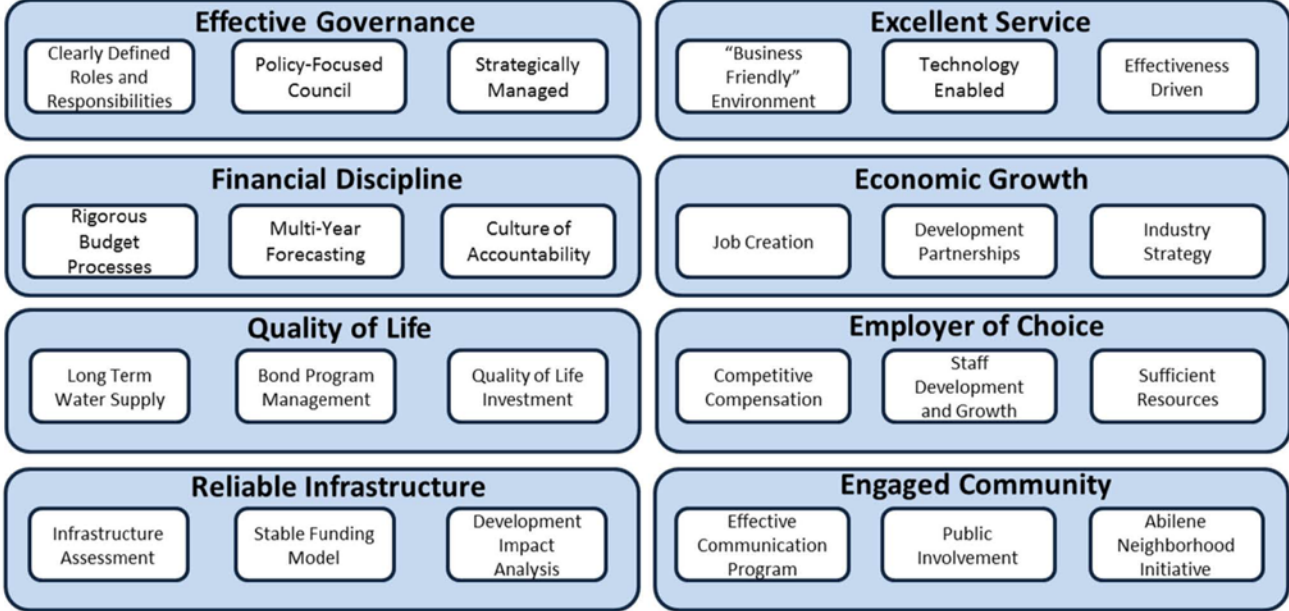 Effective Governance
Clearly Defined
Roles and
Responsibilities
Policy-Focused
Council
Strategically
Managed
Excellent Service
“Business
Friendly”
Environment
Technology
Enabled
Effectiveness
Driven
Financial Discipline
Rigorous
Budget
Processes
Multi-Year
Forecasting
Culture of
Accountability
Economic Growth
Job Creation
Development
Partnerships
Industry
Strategy
Quality of Life
Long Term
Water Supply
Bond Program
Management
Quality of Life
Investment
Employer of Choice
Competitive
Compensation
Staff
Development
and Growth
Sufficient
Resources
Reliable Infrastructure
Infrastructure
Assessment
Stable Funding
Model
Development
Impact
Analysis
Engaged Community
Effective
Communication
Program
Public
Involvement
Abilene
Neighborhood
Initiative